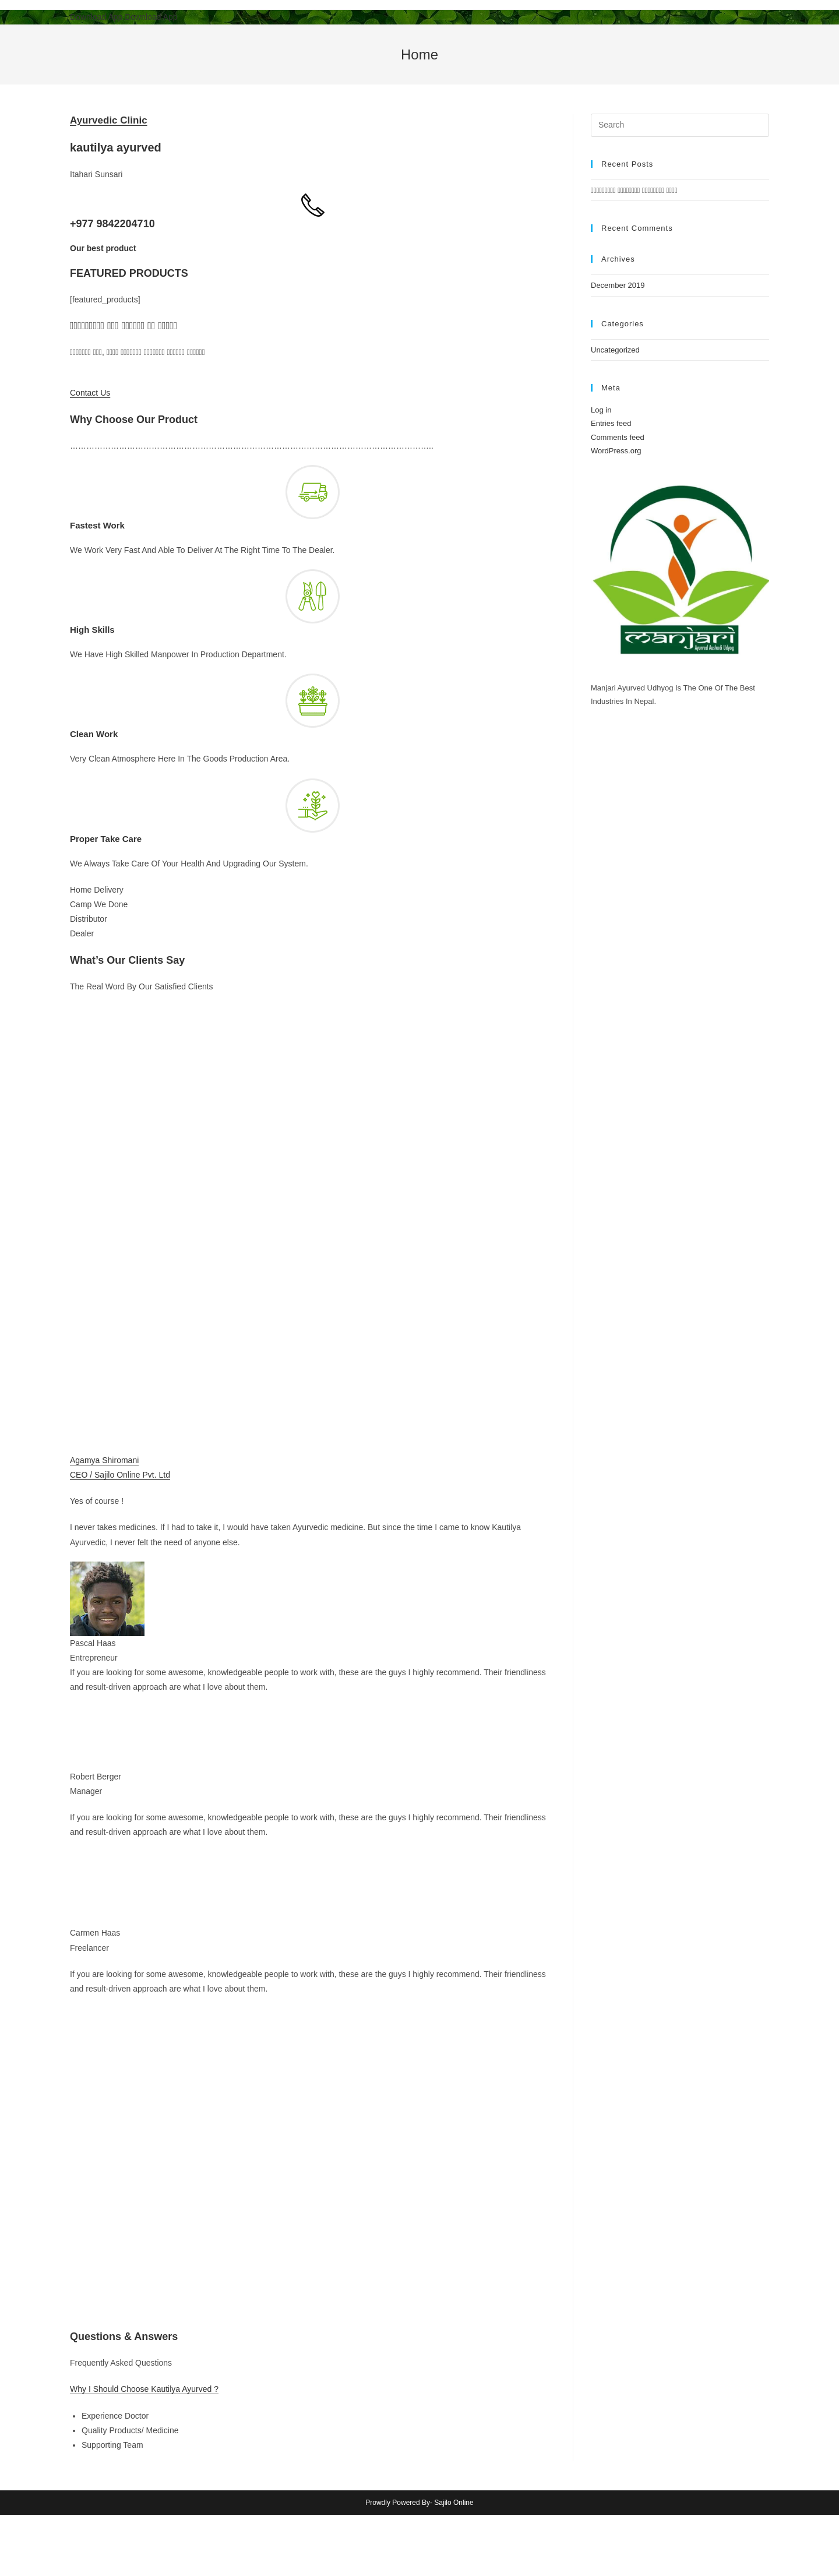 Home
Ayurvedic Clinic
kautilya ayurved
Itahari Sunsari
+977 9842204710
Our best product
FEATURED PRODUCTS
[featured_products]
Contact Us
Why Choose Our Product
Fastest Work
We Work Very Fast And Able To Deliver At The Right Time To The Dealer.
High Skills
We Have High Skilled Manpower In Production Department.
Clean Work
Very Clean Atmosphere Here In The Goods Production Area.
Proper Take Care
We Always Take Care Of Your Health And Upgrading Our System.
Home Delivery
Camp We Done
Distributor
Dealer
What’s Our Clients Say
The Real Word By Our Satisfied Clients
Agamya Shiromani
CEO / Sajilo Online Pvt. Ltd
Yes of course !
I never takes medicines. If I had to take it, I would have taken Ayurvedic medicine. But since the time I came to know Kautilya
Ayurvedic, I never felt the need of anyone else.
Pascal Haas
Entrepreneur
If you are looking for some awesome, knowledgeable people to work with, these are the guys I highly recommend. Their friendliness
and result-driven approach are what I love about them.
Robert Berger
Manager
If you are looking for some awesome, knowledgeable people to work with, these are the guys I highly recommend. Their friendliness
and result-driven approach are what I love about them.
Carmen Haas
Freelancer
If you are looking for some awesome, knowledgeable people to work with, these are the guys I highly recommend. Their friendliness
and result-driven approach are what I love about them.
Questions & Answers
Frequently Asked Questions
Why I Should Choose Kautilya Ayurved ?
• Experience Doctor
• Quality Products/ Medicine
• Supporting Team
Search
Recent Posts
Recent Comments
Archives
December 2019
Categories
Uncategorized
Meta
Log in
Entries feed
Comments feed
WordPress.org
manjari
Manjari Ayurved Udhyog Is The One Of The Best
Industries In Nepal.
Prowdly Powered By- Sajilo Online